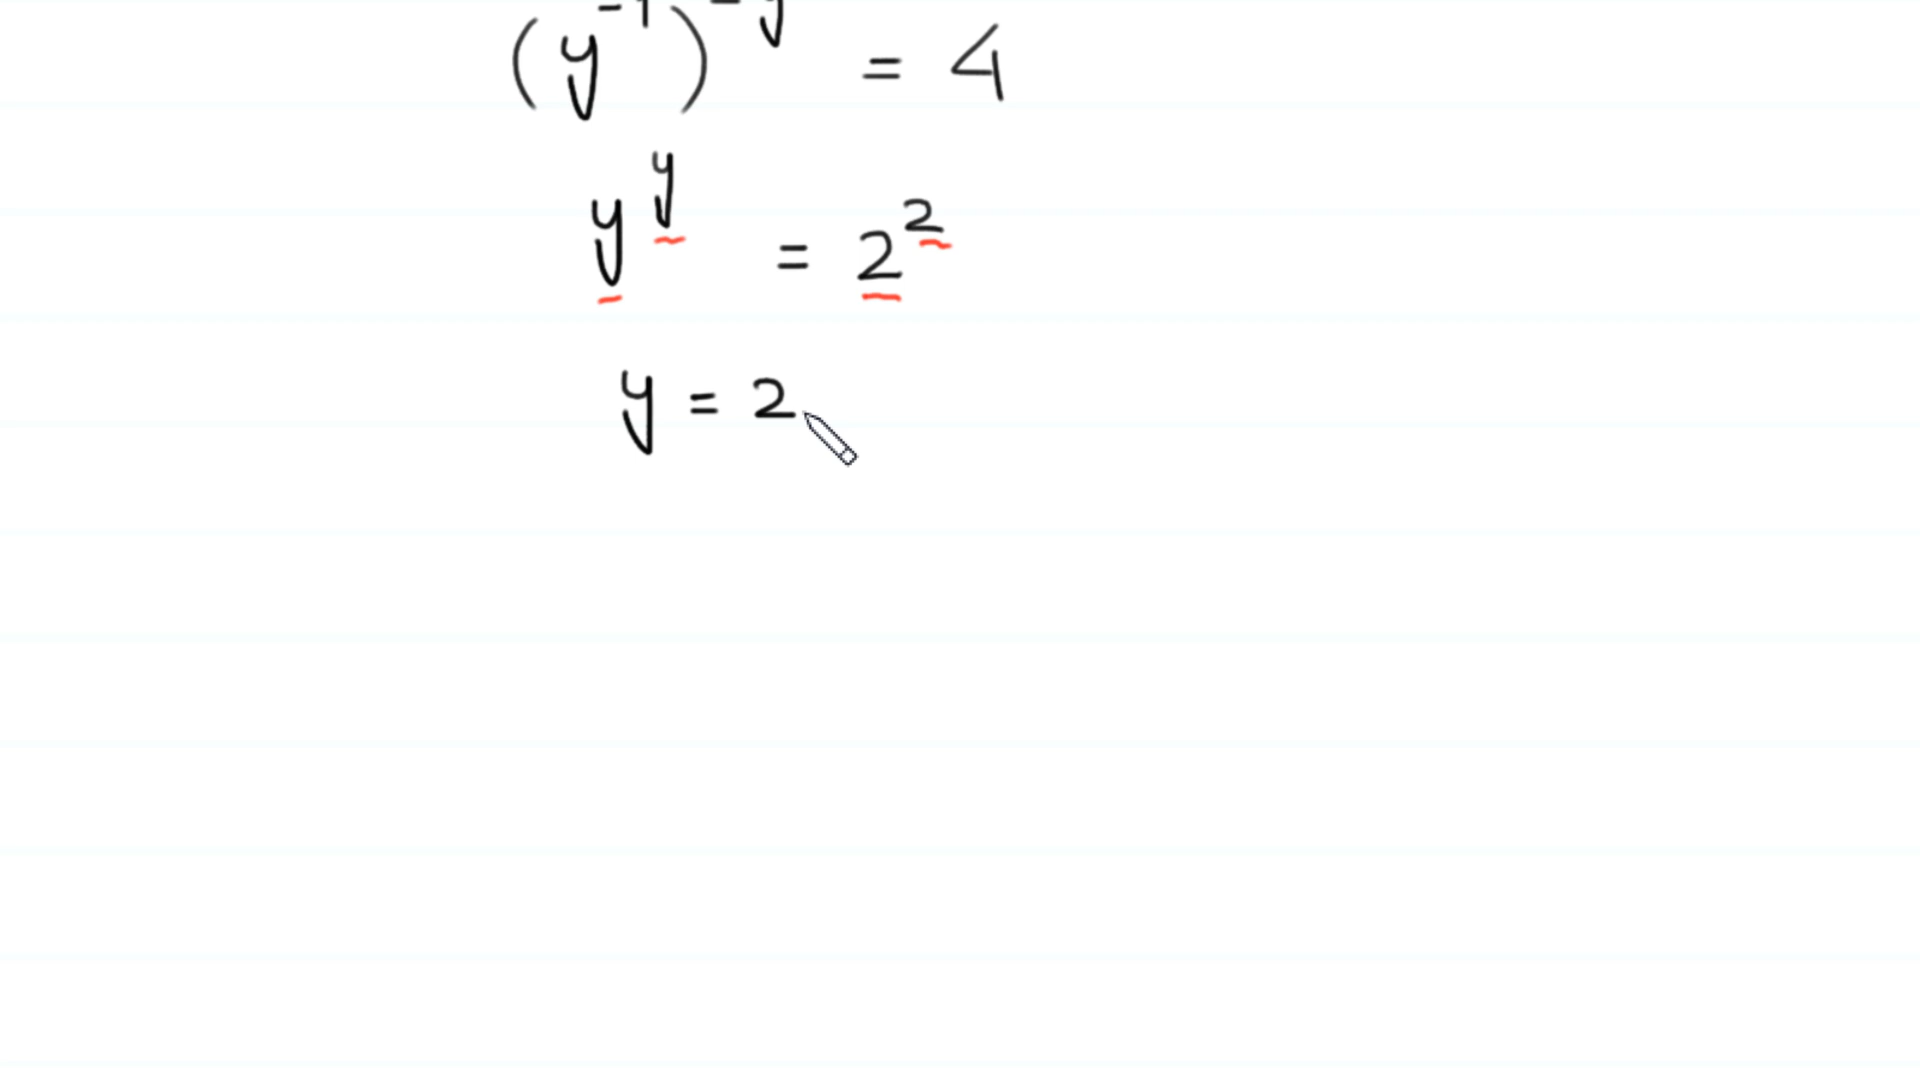 (y⁻¹)⁻ʸ = 4
yʸ = 2²
y = 2